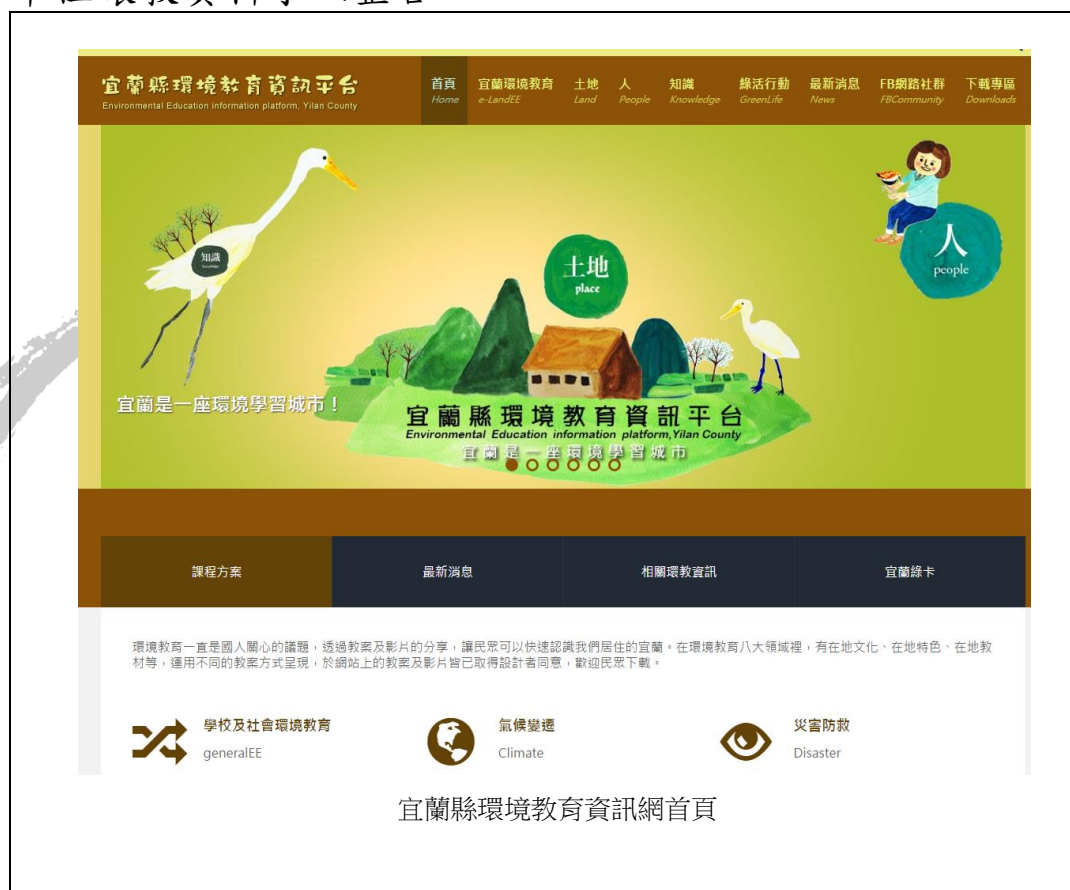 宜蘭縣環境教育資訊平台
Environmental Education information platform, Yilan County
首頁 宜蘭環境教育 土地 人 知識 綠活行動 最新消息 FB網路社群 下載專區
Home e-LandEE Land People Knowledge GreenLife News FBCommunity Downloads
知識
土地
place
人
people
宜蘭是一座環境學習城市！
宜蘭縣環境教育資訊平台
Environmental Education information platform,Yilan County
宜蘭是一座環境學習城市
課程方案 最新消息 相關環教資訊 宜蘭綠卡
環境教育一直是國人關心的議題，透過教案及影片的分享，讓民眾可以快速認識我們居住的宜蘭。在環境教育八大領域裡，有在地文化、在地特色、在地教
材等，運用不同的教案方式呈現，於網站上的教案及影片皆已取得設計者同意，歡迎民眾下載。
學校及社會環境教育 氣候變遷 災害防救
generalEE Climate Disaster
宜蘭縣環境教育資訊網首頁